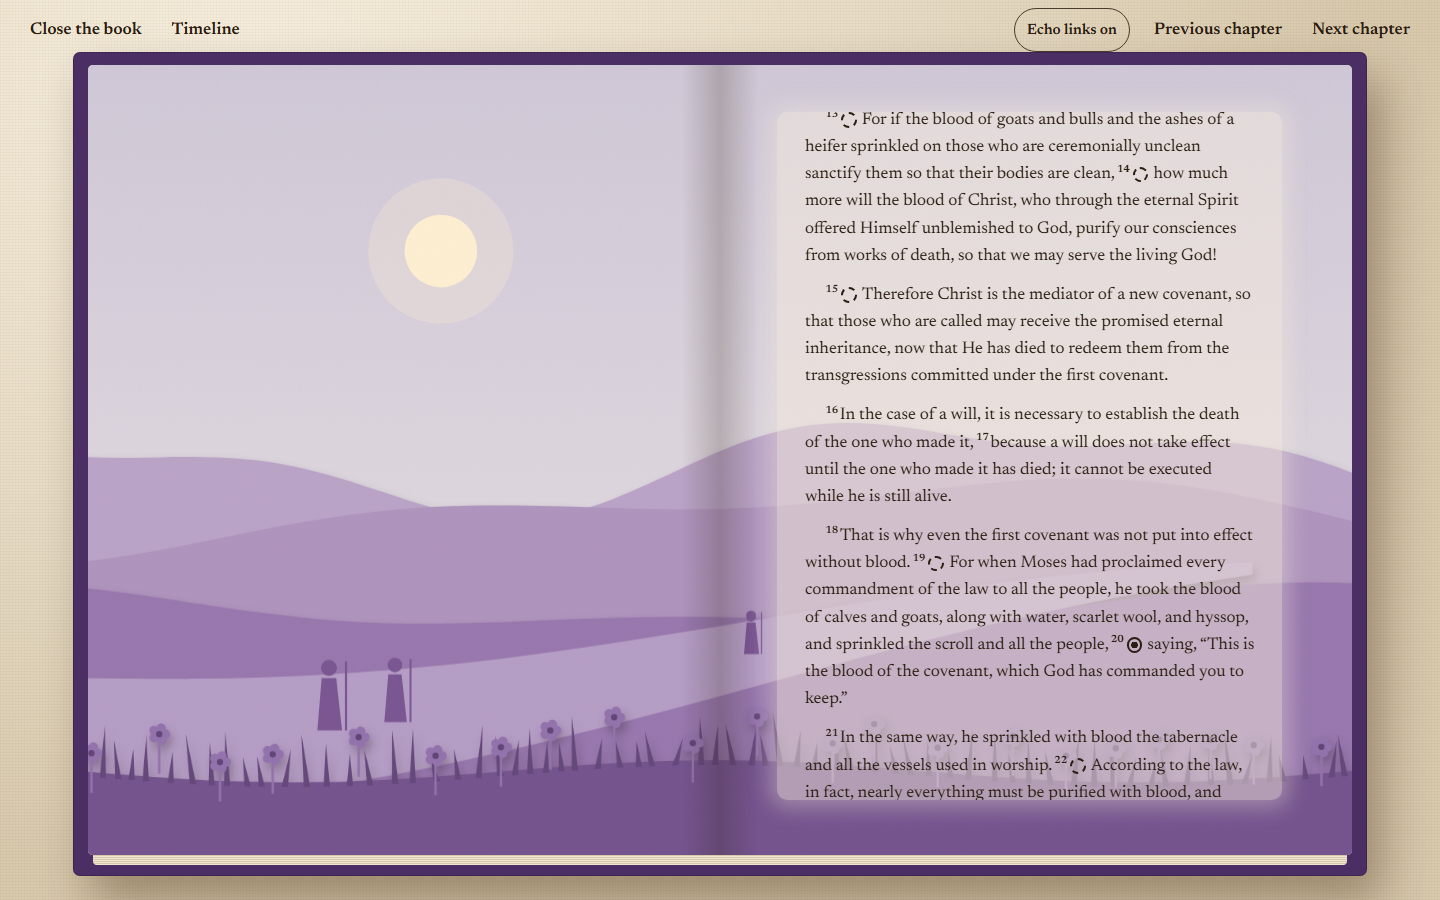 Close the book Timeline Echo links on Previous chapter Next chapter
13 For if the blood of goats and bulls and the ashes of a
heifer sprinkled on those who are ceremonially unclean
sanctify them so that their bodies are clean, 14 how much
more will the blood of Christ, who through the eternal Spirit
offered Himself unblemished to God, purify our consciences
from works of death, so that we may serve the living God!
15 Therefore Christ is the mediator of a new covenant, so
that those who are called may receive the promised eternal
inheritance, now that He has died to redeem them from the
transgressions committed under the first covenant.
16 In the case of a will, it is necessary to establish the death
of the one who made it, 17 because a will does not take effect
until the one who made it has died; it cannot be executed
while he is still alive.
18 That is why even the first covenant was not put into effect
without blood. 19 For when Moses had proclaimed every
commandment of the law to all the people, he took the blood
of calves and goats, along with water, scarlet wool, and hyssop,
and sprinkled the scroll and all the people, 20 saying, “This is
the blood of the covenant, which God has commanded you to
keep.”
21 In the same way, he sprinkled with blood the tabernacle
and all the vessels used in worship. 22 According to the law,
in fact, nearly everything must be purified with blood, and